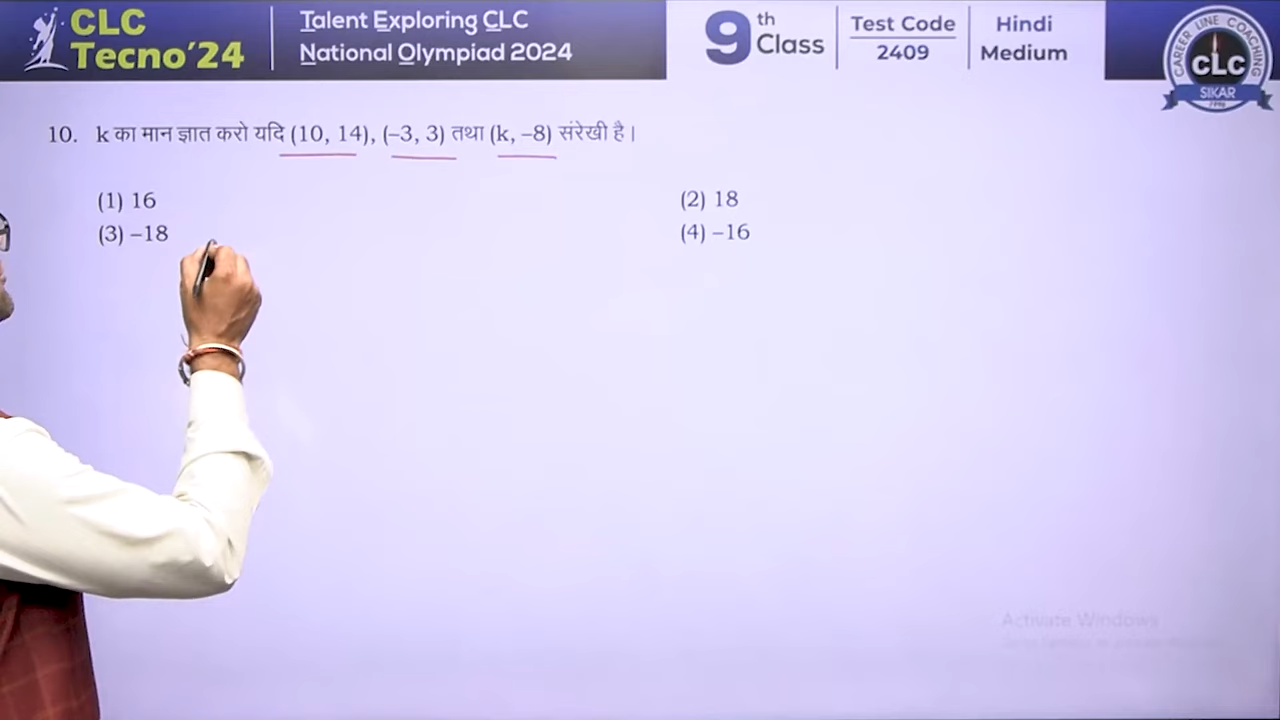 CLC
Tecno'24
Talent Exploring CLC
National Olympiad 2024
9th Class
Test Code
2409
Hindi
Medium
CAREER LINE COACHING
CLC
SIKAR
10. k का मान ज्ञात करो यदि (10, 14), (–3, 3) तथा (k, –8) संरेखी है।
(1) 16
(2) 18
(3) –18
(4) –16
Activate Windows